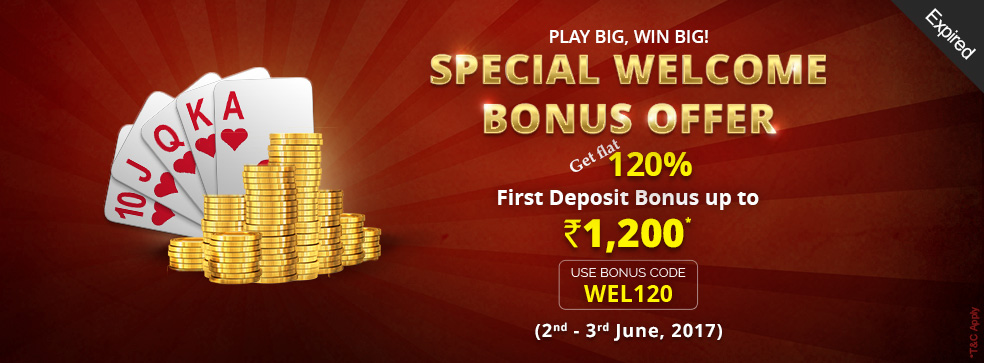 Expired
PLAY BIG, WIN BIG!
SPECIAL WELCOME
BONUS OFFER
Get flat 120%
First Deposit Bonus up to
₹1,200*
USE BONUS CODE
WEL120
(2nd - 3rd June, 2017)
10 J Q K A
*T&C Apply